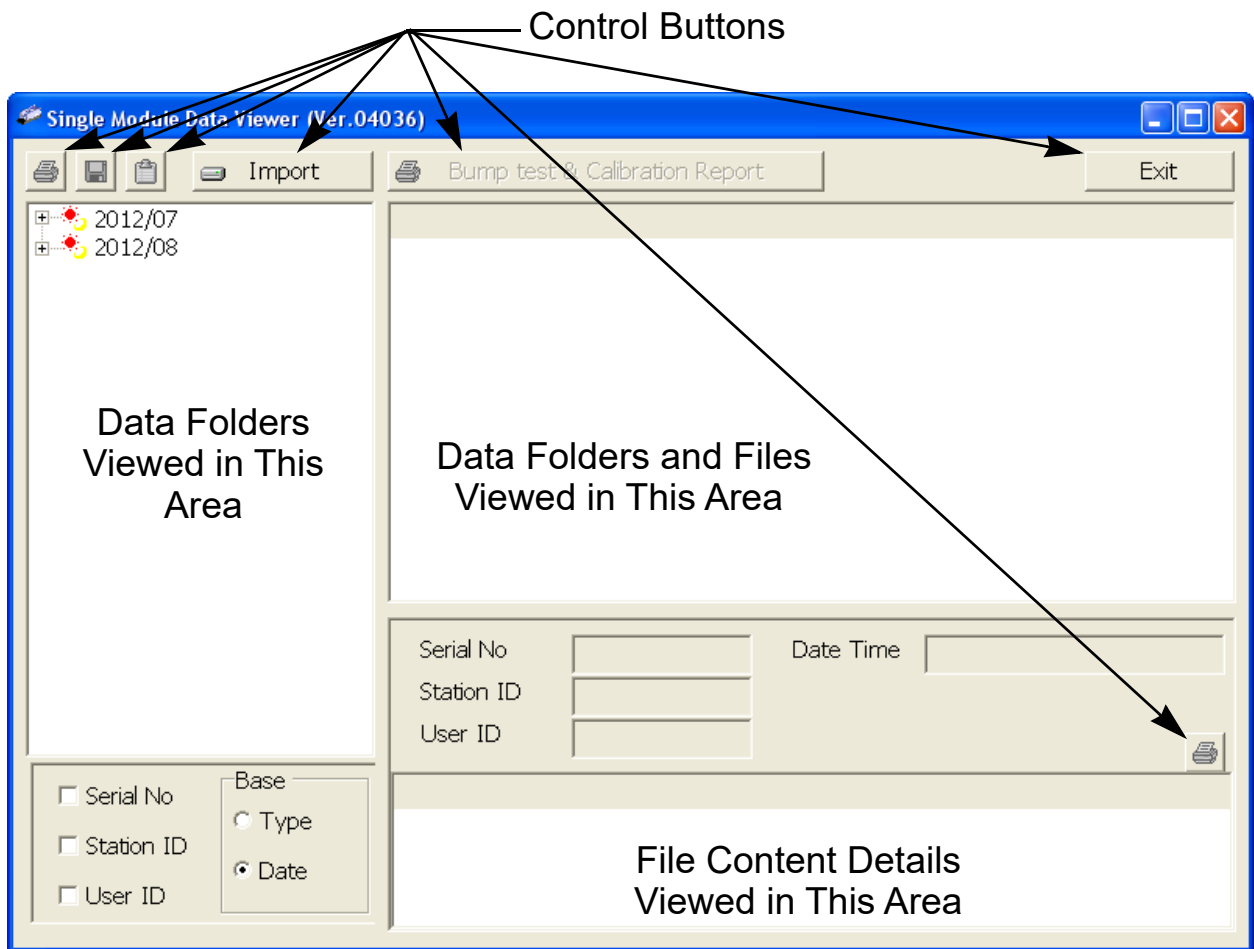 Control Buttons
Single Module Data Viewer (Ver.04036)
Import
Bump test & Calibration Report
Exit
2012/07
2012/08
Data Folders
Viewed in This
Area
Data Folders and Files
Viewed in This Area
Serial No
Date Time
Station ID
User ID
Serial No
Station ID
User ID
Base
Type
Date
File Content Details
Viewed in This Area